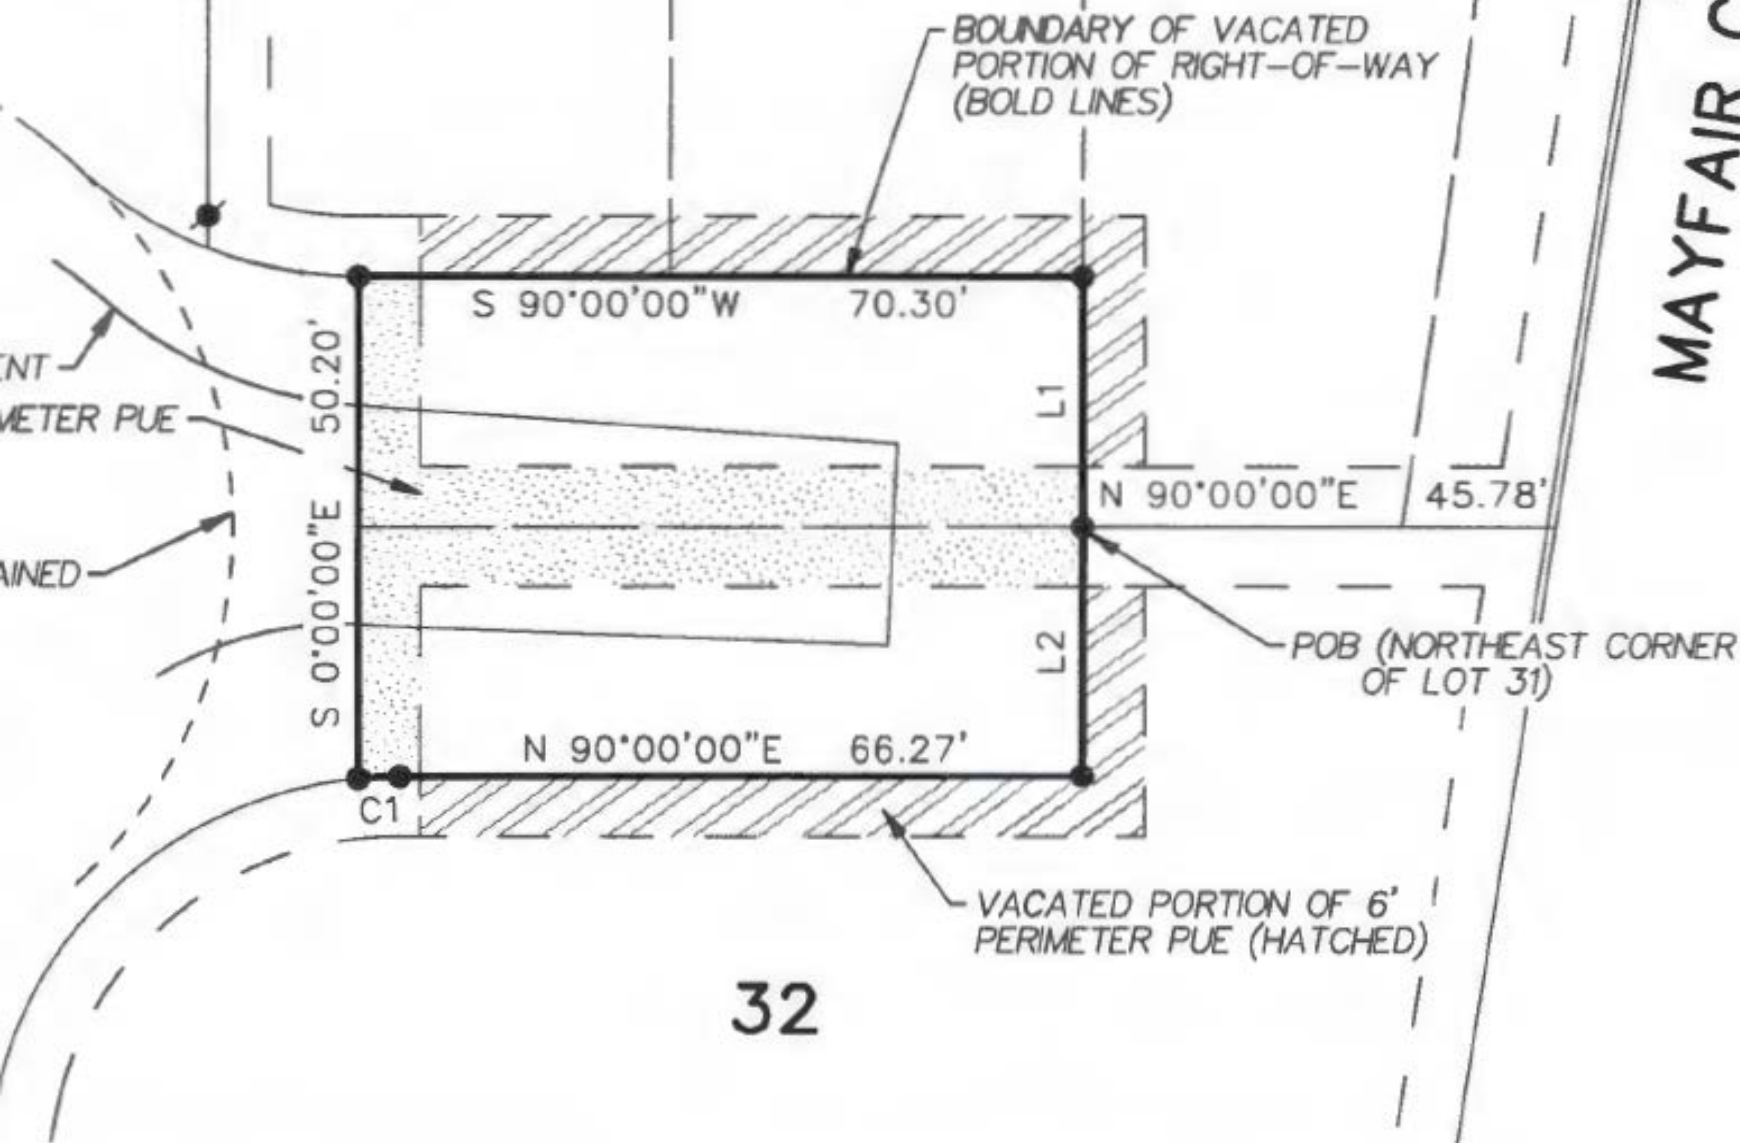 BOUNDARY OF VACATED
PORTION OF RIGHT-OF-WAY
(BOLD LINES)
MAYFAIR
S 90°00'00"W 70.30'
50.20'
S 0°00'00"E
ENT
METER PUE
AINED
L1
N 90°00'00"E 45.78'
L2
POB (NORTHEAST CORNER
OF LOT 31)
N 90°00'00"E 66.27'
C1
VACATED PORTION OF 6'
PERIMETER PUE (HATCHED)
32